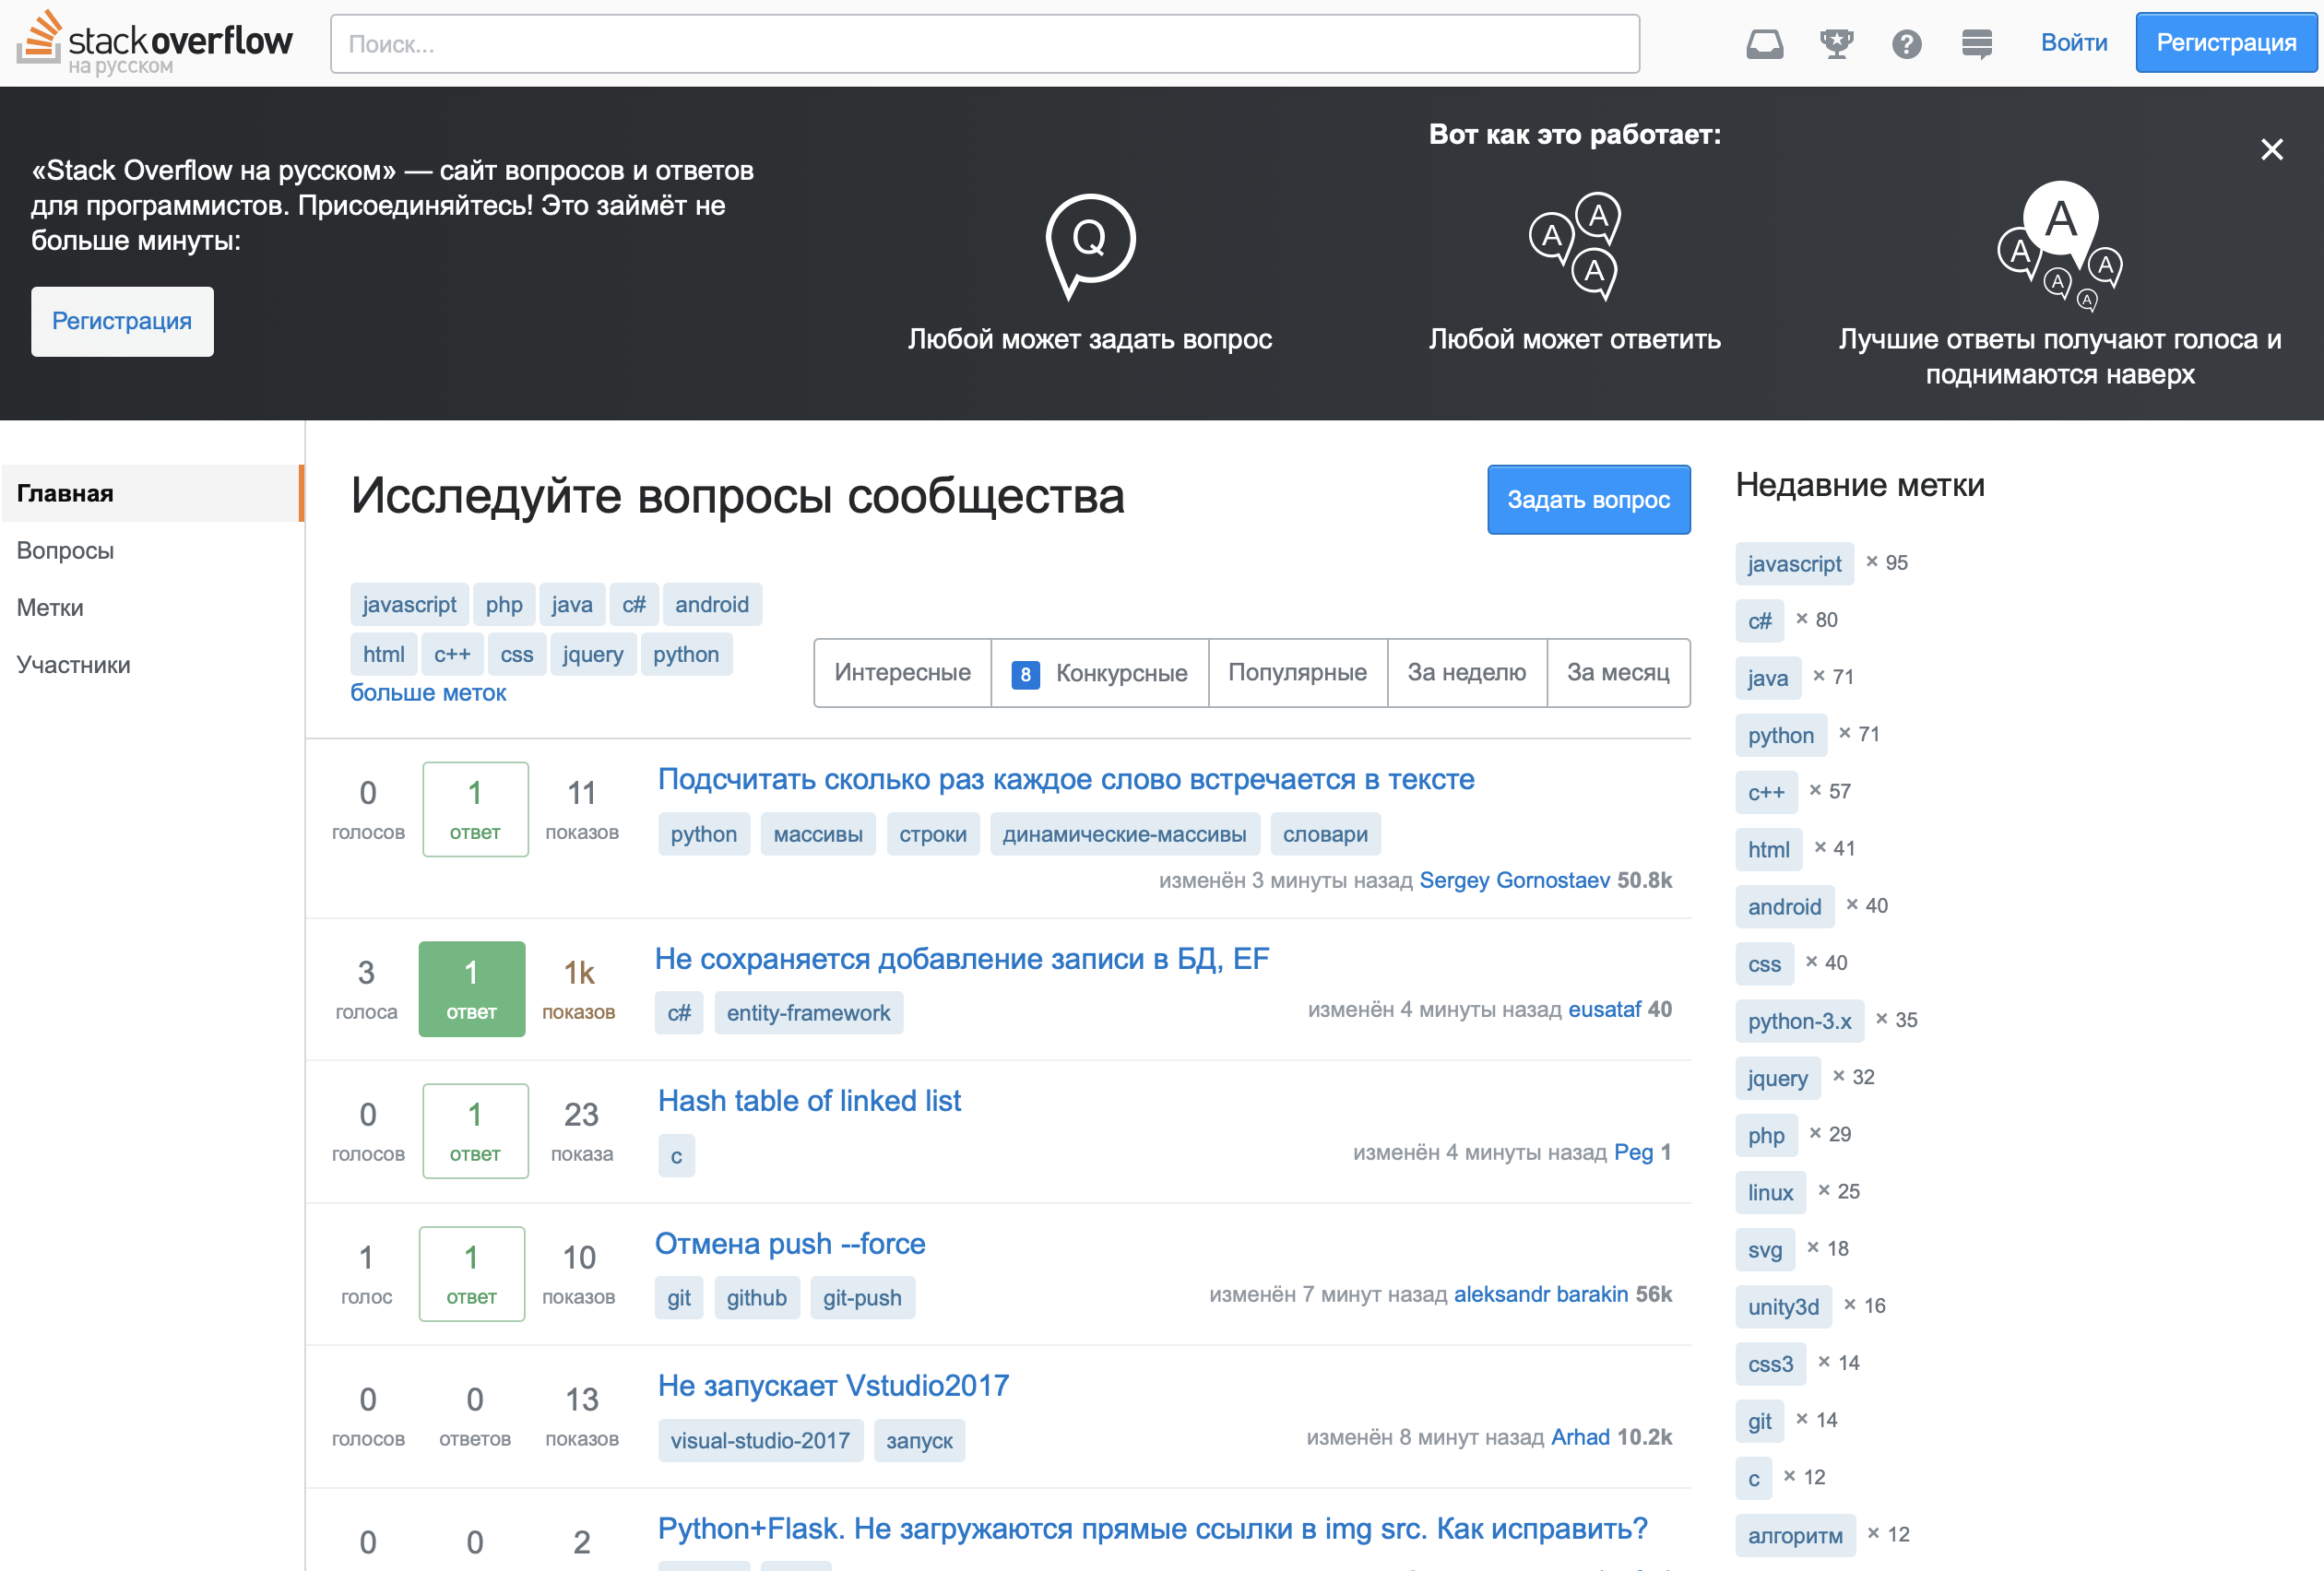 stackoverflow
на русском
Поиск...
Войти
Регистрация
«Stack Overflow на русском» — сайт вопросов и ответов
для программистов. Присоединяйтесь! Это займёт не
больше минуты:
Регистрация
Вот как это работает:
Q
Любой может задать вопрос
A
A
A
Любой может ответить
A
A
A
A
A
Лучшие ответы получают голоса и
поднимаются наверх
Главная
Вопросы
Метки
Участники
Исследуйте вопросы сообщества
Задать вопрос
javascript php java c# android
html c++ css jquery python
больше меток
Интересные 8 Конкурсные Популярные За неделю За месяц
0 голосов 1 ответ 11 показов
Подсчитать сколько раз каждое слово встречается в тексте
python массивы строки динамические-массивы словари
изменён 3 минуты назад Sergey Gornostaev 50.8k
3 голоса 1 ответ 1k показов
Не сохраняется добавление записи в БД, EF
c# entity-framework
изменён 4 минуты назад eusataf 40
0 голосов 1 ответ 23 показа
Hash table of linked list
c
изменён 4 минуты назад Peg 1
1 голос 1 ответ 10 показов
Отмена push --force
git github git-push
изменён 7 минут назад aleksandr barakin 56k
0 голосов 0 ответов 13 показов
Не запускает Vstudio2017
visual-studio-2017 запуск
изменён 8 минут назад Arhad 10.2k
0 0 2
Python+Flask. Не загружаются прямые ссылки в img src. Как исправить?
Недавние метки
javascript × 95
c# × 80
java × 71
python × 71
c++ × 57
html × 41
android × 40
css × 40
python-3.x × 35
jquery × 32
php × 29
linux × 25
svg × 18
unity3d × 16
css3 × 14
git × 14
c × 12
алгоритм × 12